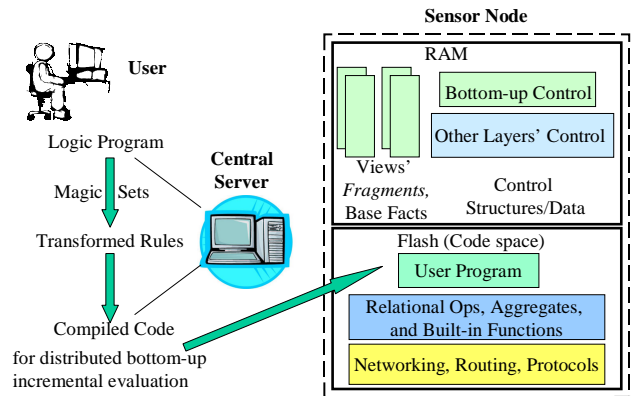 Sensor Node
User
RAM
Bottom-up Control
Other Layers' Control
Logic Program
Central
Server
Views'
Fragments,
Base Facts
Control
Structures/Data
Magic Sets
Transformed Rules
Flash (Code space)
User Program
Compiled Code
Relational Ops, Aggregates,
and Built-in Functions
for distributed bottom-up
incremental evaluation
Networking, Routing, Protocols